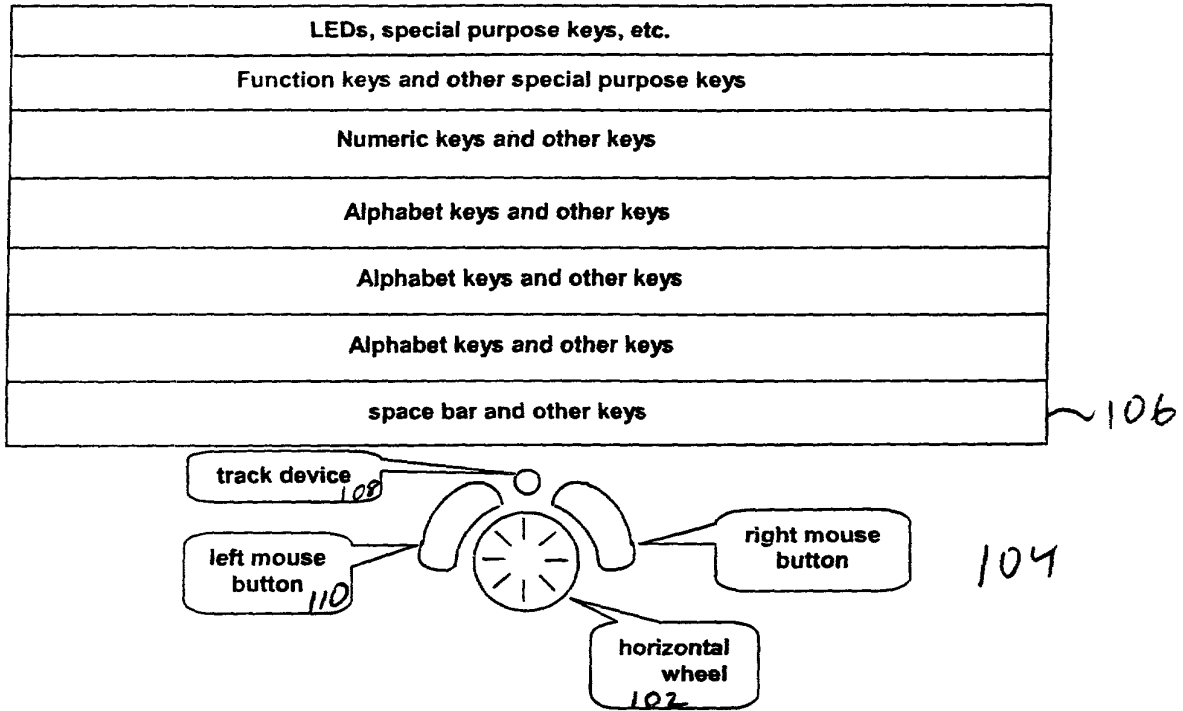 LEDs, special purpose keys, etc.
Function keys and other special purpose keys
Numeric keys and other keys
Alphabet keys and other keys
Alphabet keys and other keys
Alphabet keys and other keys
space bar and other keys
106
track device
108
left mouse
button
110
right mouse
button
104
horizontal
wheel
102